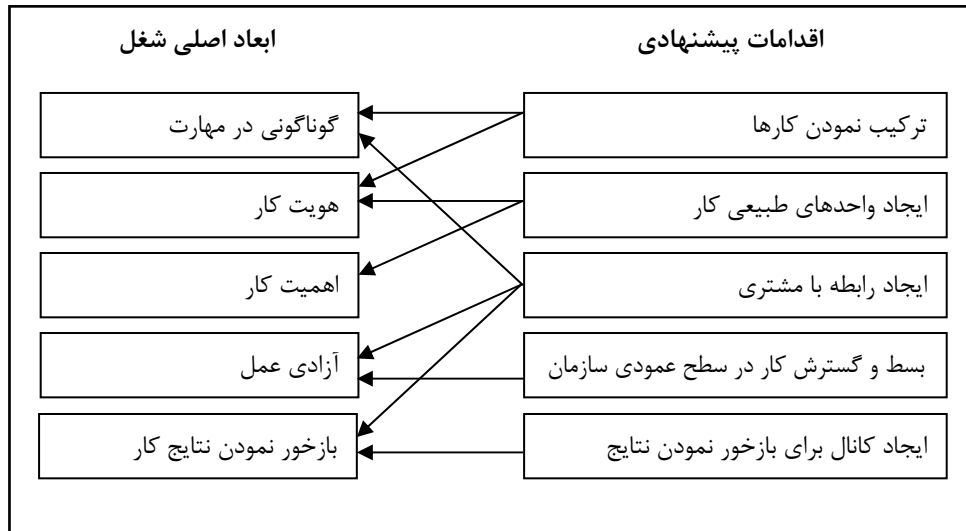 اقدامات پیشنهادی
ابعاد اصلی شغل
ترکیب نمودن کارها
گوناگونی در مهارت
ایجاد واحدهای طبیعی کار
هویت کار
ایجاد رابطه با مشتری
اهمیت کار
بسط و گسترش کار در سطح عمودی سازمان
آزادی عمل
ایجاد کانال برای بازخور نمودن نتایج
بازخور نمودن نتایج کار